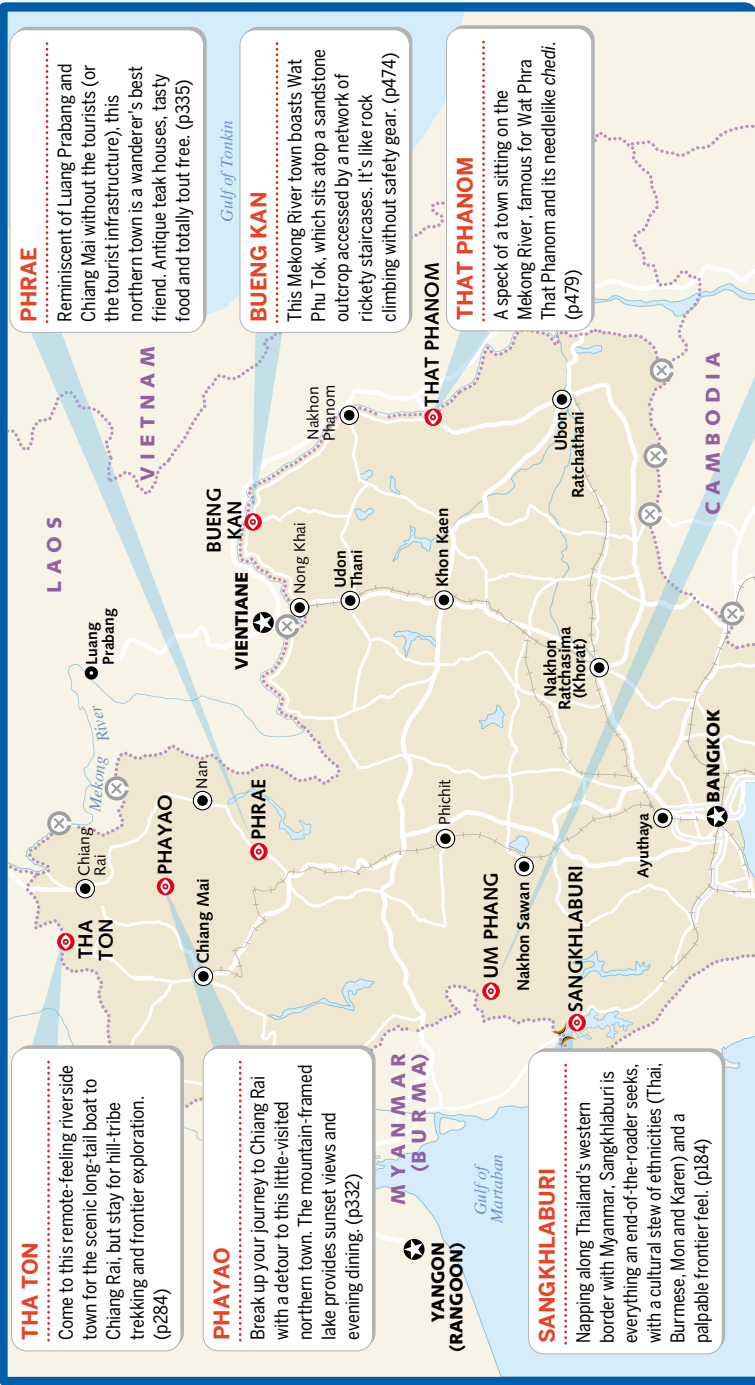 THA TON
Come to this remote-feeling riverside
town for the scenic long-tail boat to
Chiang Rai, but stay for hill-tribe
trekking and frontier exploration.
(p284)
PHAYAO
Break up your journey to Chiang Rai
with a detour to this little-visited
northern town. The mountain-framed
lake provides sunset views and
evening dining. (p332)
SANGKHLABURI
Napping along Thailand's western
border with Myanmar, Sangkhlaburi is
everything an end-of-the-roader seeks,
with a cultural stew of ethnicities (Thai,
Burmese, Mon and Karen) and a
palpable frontier feel. (p184)
PHRAE
Reminiscent of Luang Prabang and
Chiang Mai without the tourists (or
the tourist infrastructure), this
northern town is a wanderer's best
friend. Antique teak houses, tasty
food and totally tout free. (p335)
BUENG KAN
This Mekong River town boasts Wat
Phu Tok, which sits atop a sandstone
outcrop accessed by a network of
rickety staircases. It's like rock
climbing without safety gear. (p474)
THAT PHANOM
A speck of a town sitting on the
Mekong River, famous for Wat Phra
That Phanom and its needlelike chedi.
(p479)
LAOS
VIETNAM
Gulf of Tonkin
Luang
Prabang
Mekong River
Chiang
Rai
THA
TON
PHAYAO
Nan
Chiang Mai
PHRAE
VIENTIANE
BUENG
KAN
Nong Khai
Udon
Thani
Nakhon
Phanom
THAT PHANOM
Khon Kaen
Phichit
MYANMAR
(BURMA)
YANGON
(RANGOON)
Gulf of
Martaban
UM PHANG
Nakhon Sawan
SANGKHLABURI
Nakhon
Ratchasima
(Khorat)
Ubon
Ratchathani
Ayuthaya
BANGKOK
CAMBODIA